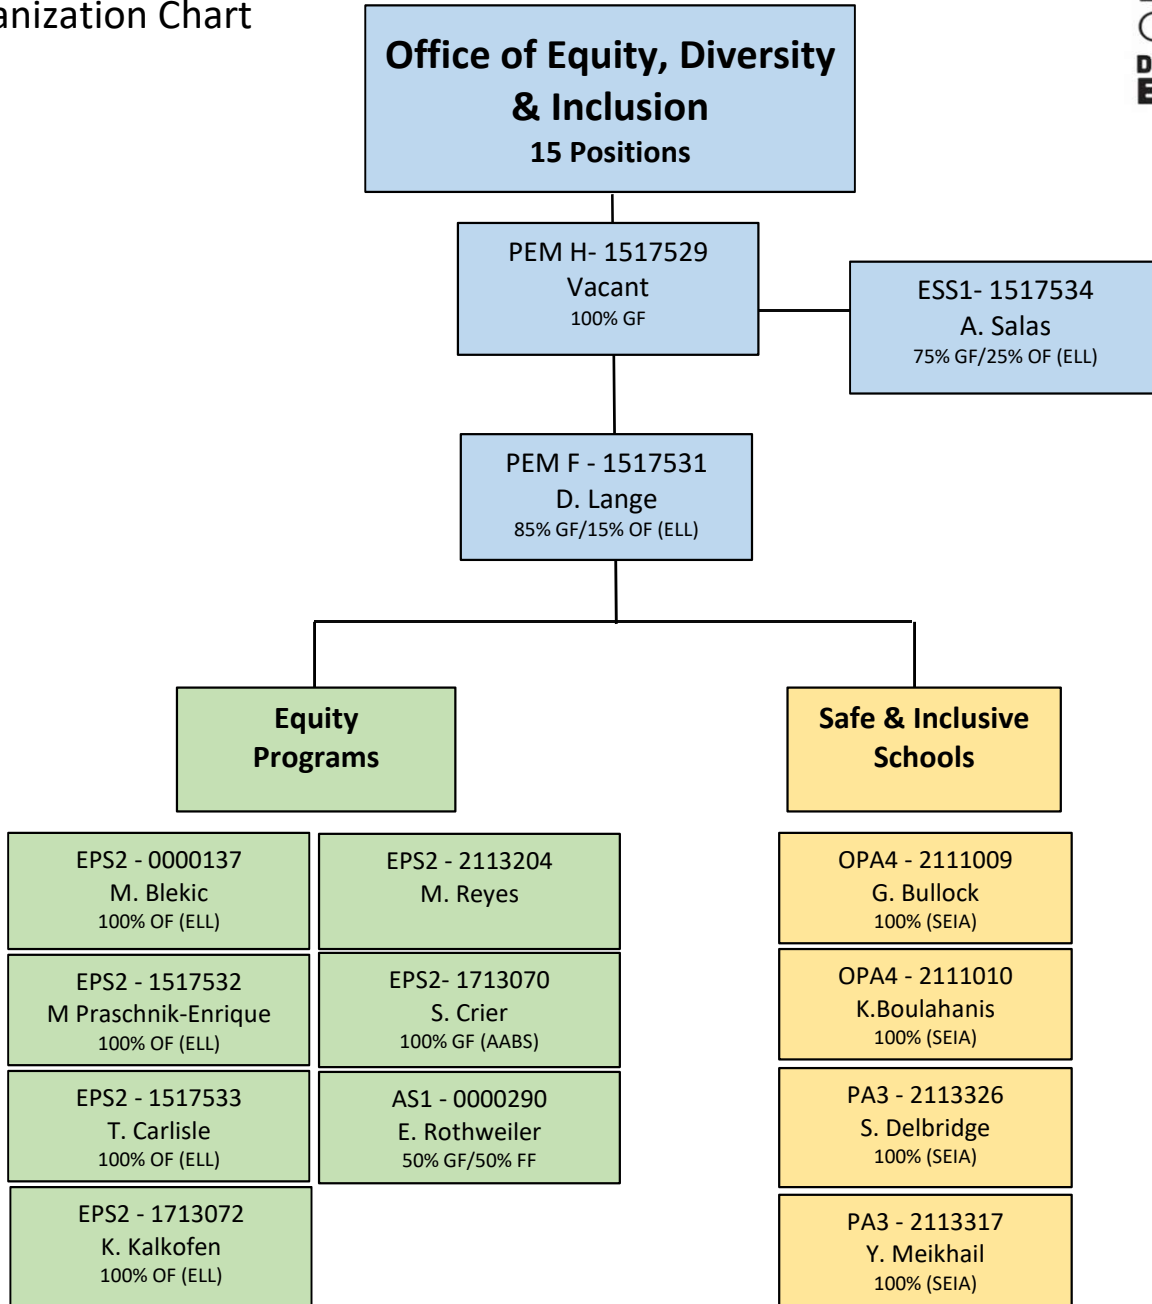 anization Chart
Office of Equity, Diversity
& Inclusion
15 Positions
PEM H- 1517529
Vacant
100% GF
ESS1- 1517534
A. Salas
75% GF/25% OF (ELL)
PEM F - 1517531
D. Lange
85% GF/15% OF (ELL)
Equity
Programs
Safe & Inclusive
Schools
EPS2 - 0000137
M. Blekic
100% OF (ELL)
EPS2 - 2113204
M. Reyes
OPA4 - 2111009
G. Bullock
100% (SEIA)
EPS2 - 1517532
M Praschnik-Enrique
100% OF (ELL)
EPS2- 1713070
S. Crier
100% GF (AABS)
OPA4 - 2111010
K.Boulahanis
100% (SEIA)
EPS2 - 1517533
T. Carlisle
100% OF (ELL)
AS1 - 0000290
E. Rothweiler
50% GF/50% FF
PA3 - 2113326
S. Delbridge
100% (SEIA)
EPS2 - 1713072
K. Kalkofen
100% OF (ELL)
PA3 - 2113317
Y. Meikhail
100% (SEIA)